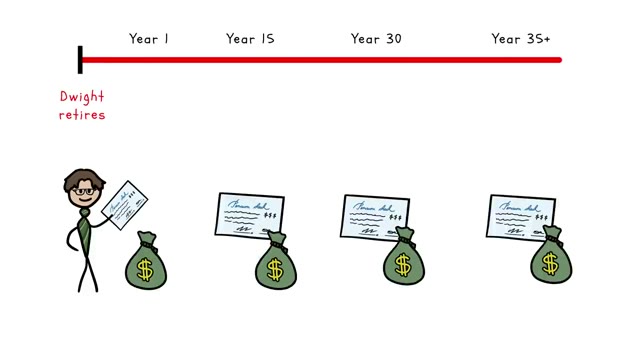 Year 1 Year 15 Year 30 Year 35+
Dwight
retires
$$$ $$$ $$$ $$$
$ $ $ $